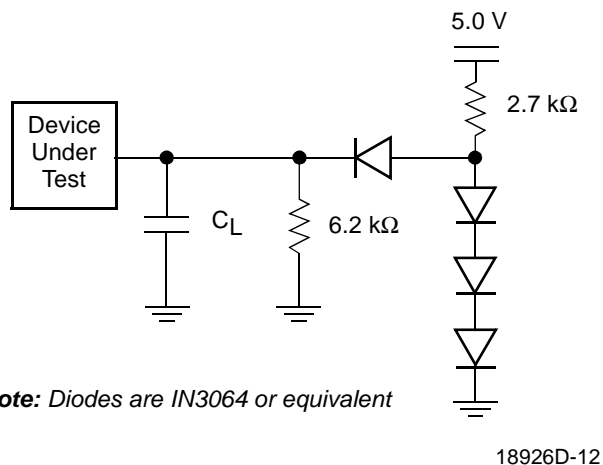 5.0 V
2.7 kΩ
Device
Under
Test
CL
6.2 kΩ
ote: Diodes are IN3064 or equivalent
18926D-12